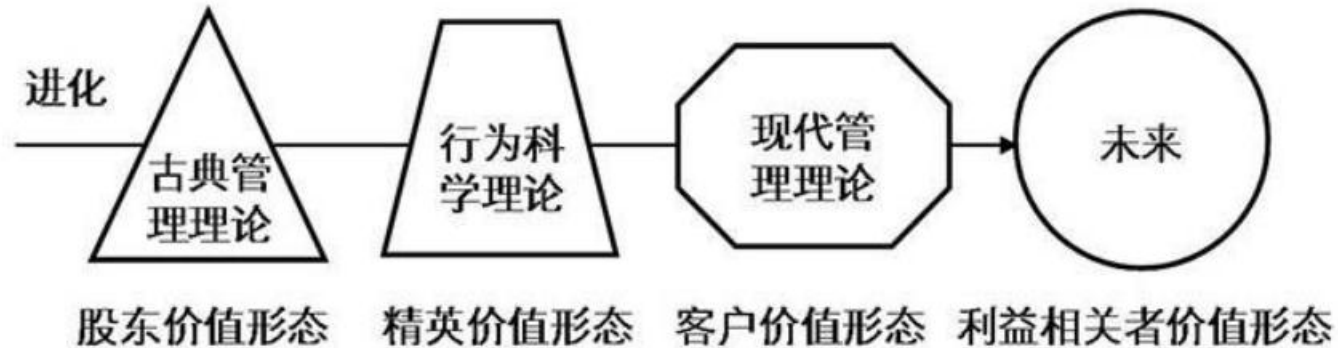 进化
古典管
理理论
行为科
学理论
现代管
理理论
未来
股东价值形态
精英价值形态
客户价值形态
利益相关者价值形态